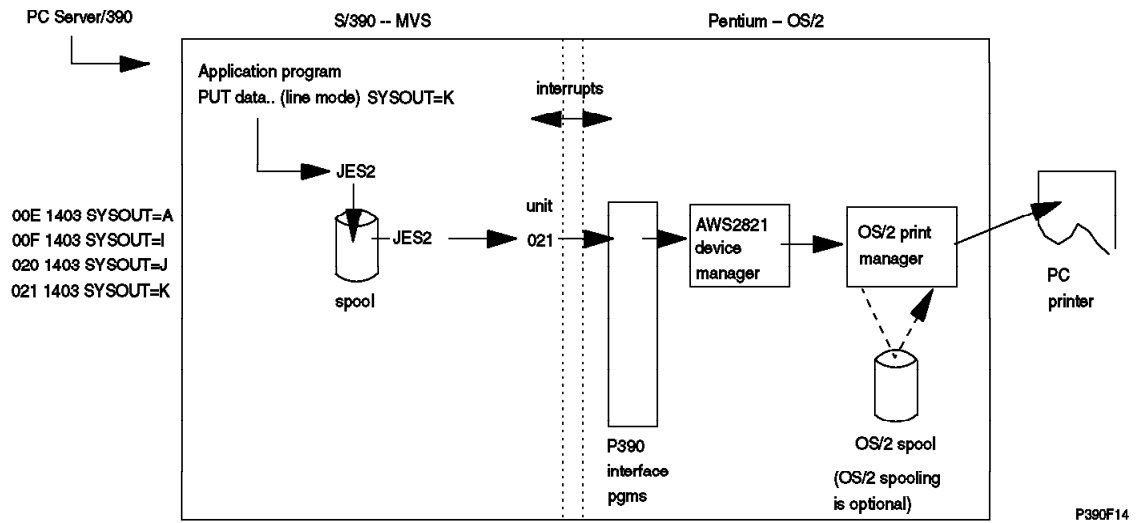 PC Server/390
S/390 -- MVS
Pentium – OS/2
Application program
PUT data.. (line mode) SYSOUT=K
interrupts
JES2
00E 1403 SYSOUT=A
00F 1403 SYSOUT=I
020 1403 SYSOUT=J
021 1403 SYSOUT=K
JES2
spool
unit
021
P390
interface
pgms
AWS2821
device
manager
OS/2 print
manager
PC
printer
OS/2 spool
(OS/2 spooling
is optional)
P390F14